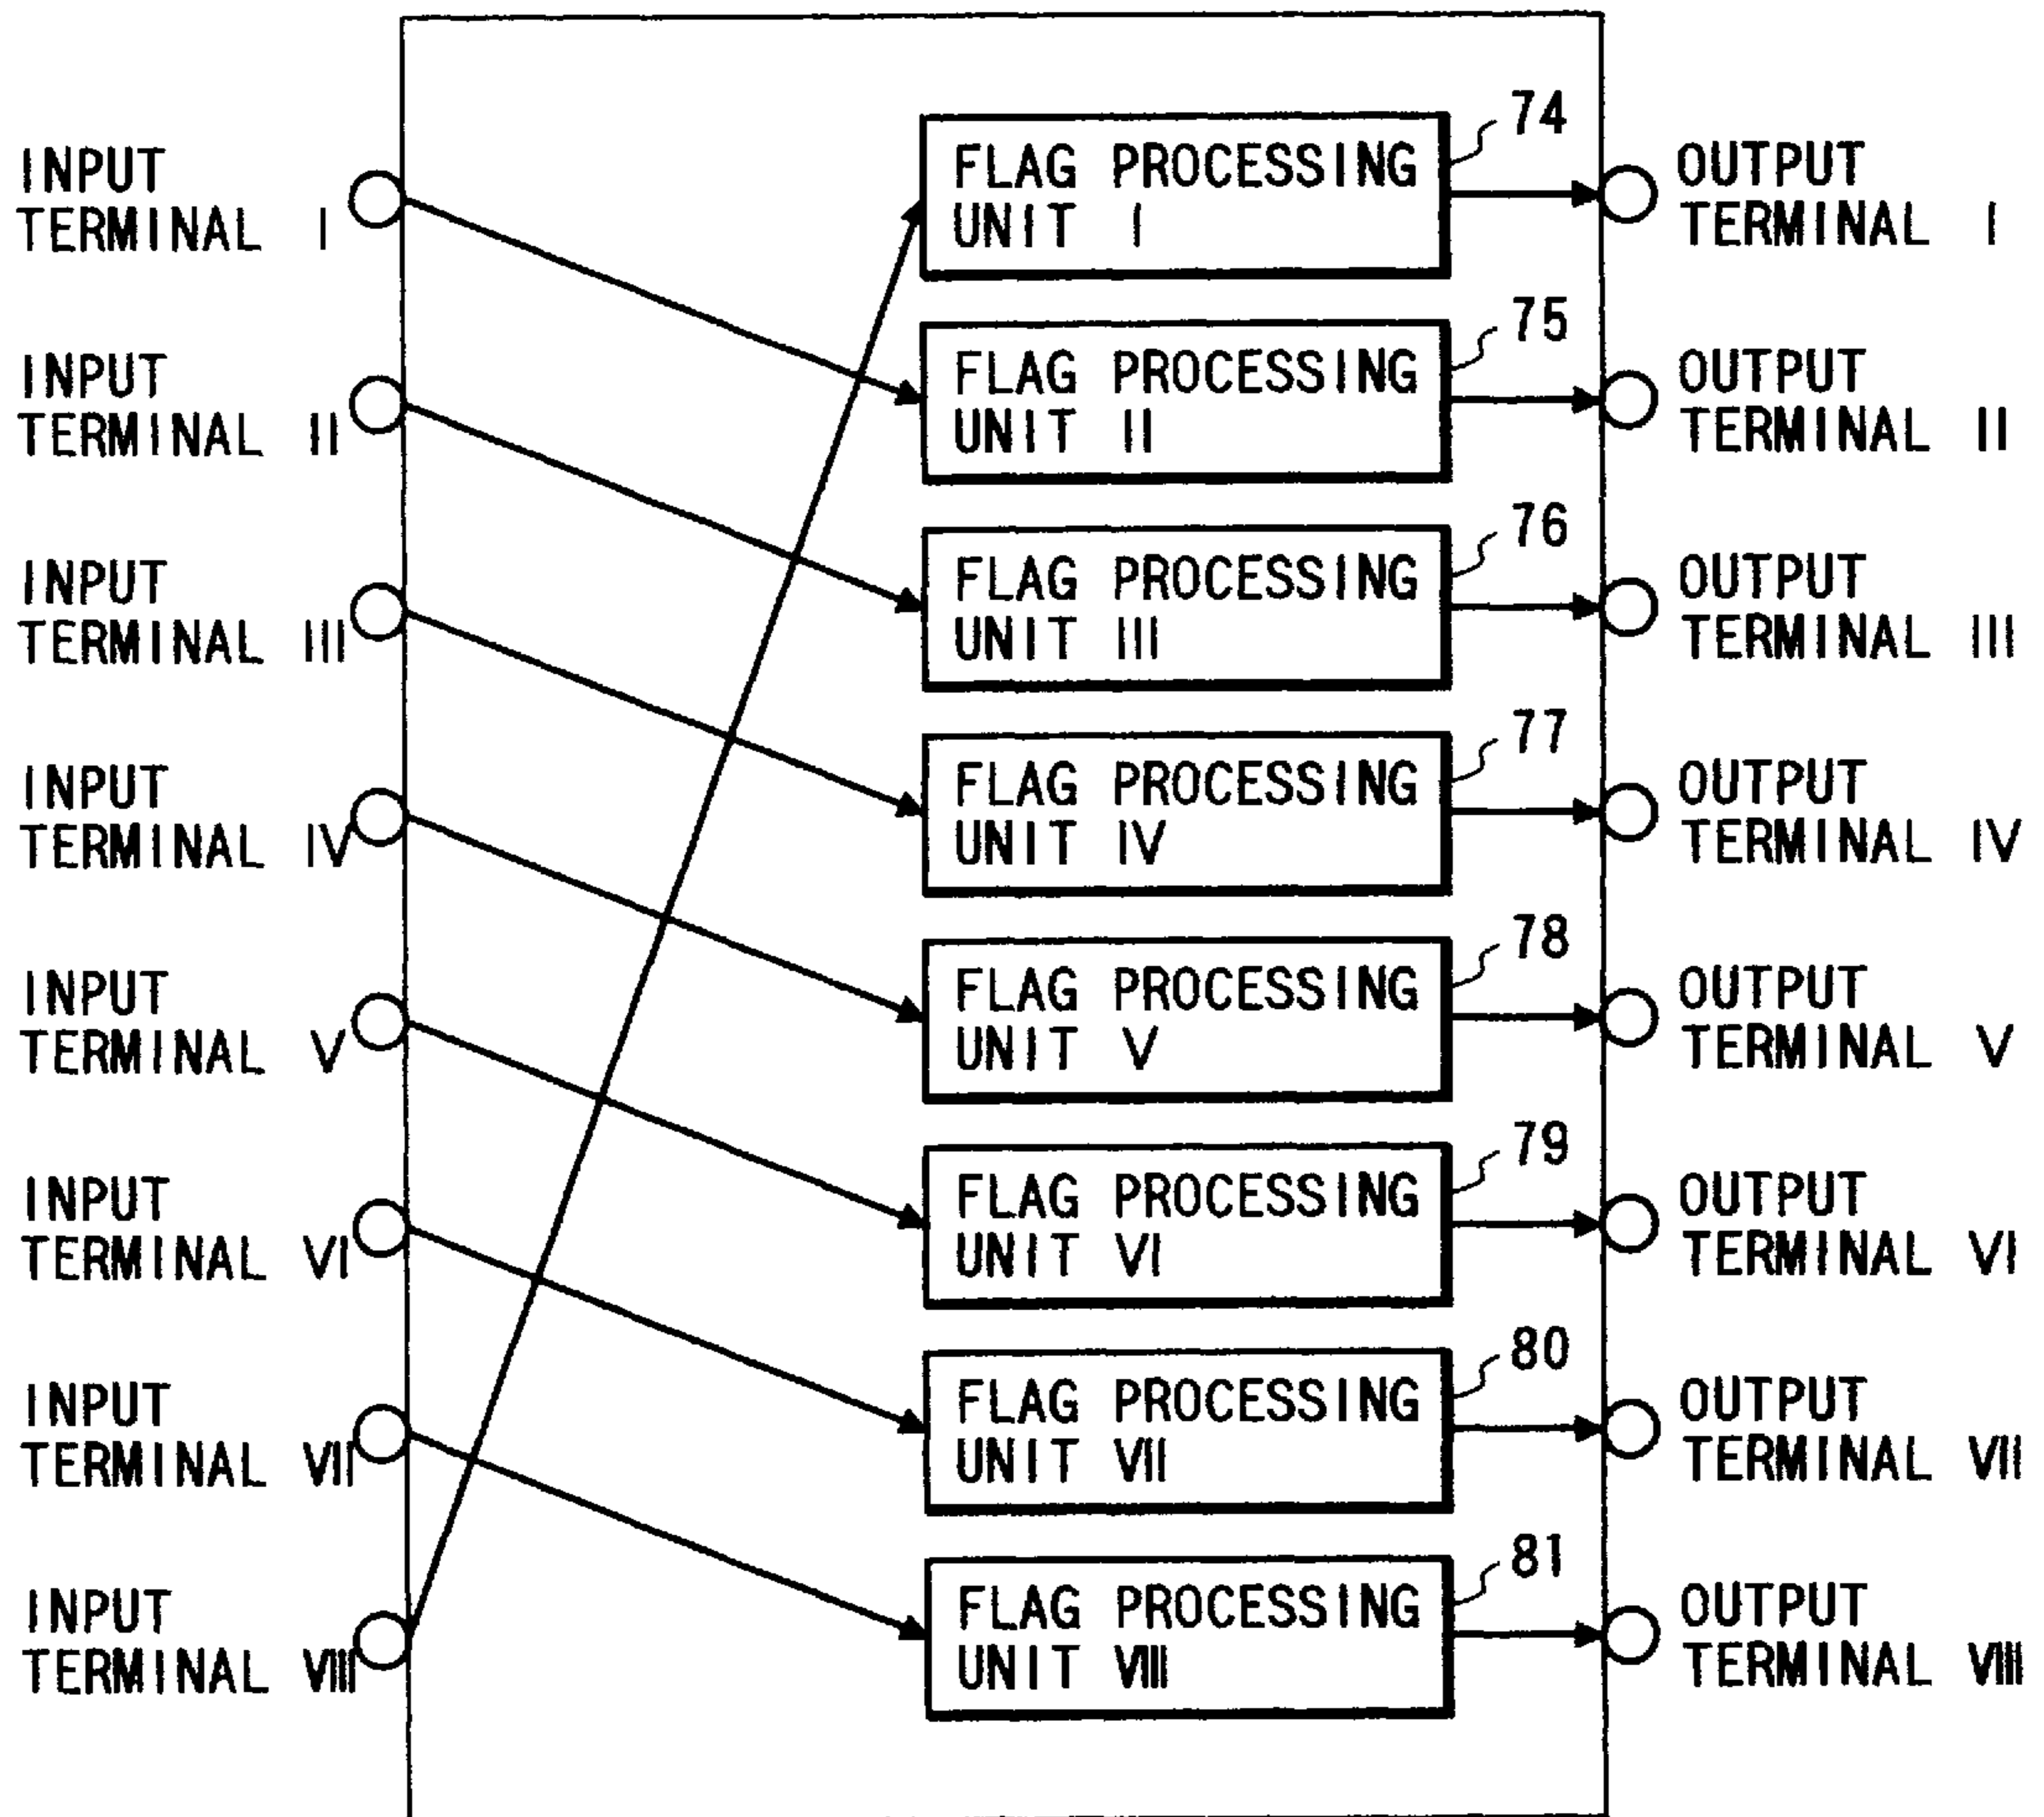 INPUT
TERMINAL I
INPUT
TERMINAL II
INPUT
TERMINAL III
INPUT
TERMINAL IV
INPUT
TERMINAL V
INPUT
TERMINAL VI
INPUT
TERMINAL VII
INPUT
TERMINAL VIII
74
FLAG PROCESSING
UNIT I
75
FLAG PROCESSING
UNIT II
76
FLAG PROCESSING
UNIT III
77
FLAG PROCESSING
UNIT IV
78
FLAG PROCESSING
UNIT V
79
FLAG PROCESSING
UNIT VI
80
FLAG PROCESSING
UNIT VII
81
FLAG PROCESSING
UNIT VIII
OUTPUT
TERMINAL I
OUTPUT
TERMINAL II
OUTPUT
TERMINAL III
OUTPUT
TERMINAL IV
OUTPUT
TERMINAL V
OUTPUT
TERMINAL VI
OUTPUT
TERMINAL VII
OUTPUT
TERMINAL VIII